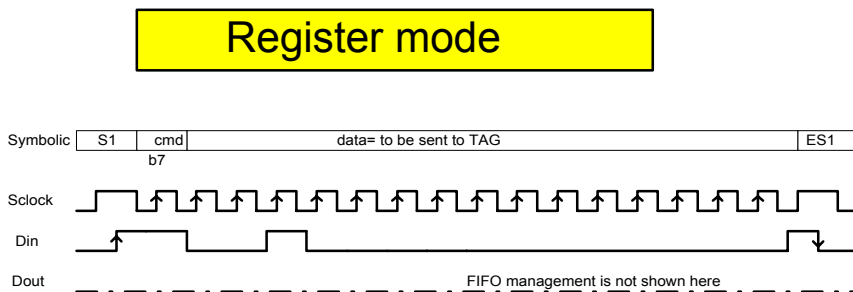 Register mode
Symbolic S1 cmd data= to be sent to TAG ES1
b7
Sclock
Din
Dout FIFO management is not shown here